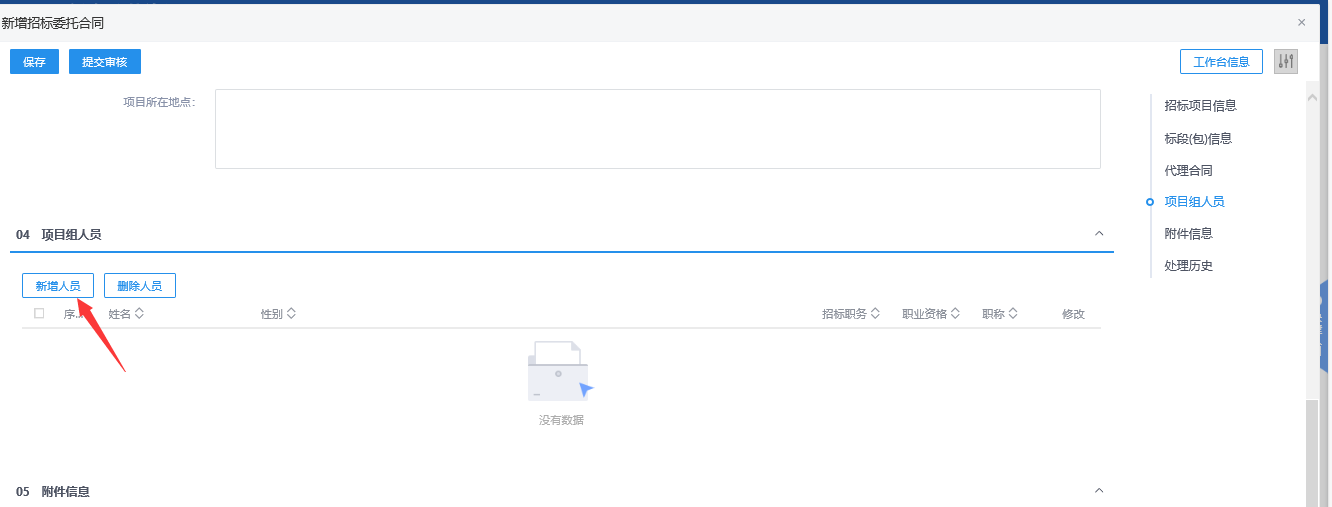 新增招标委托合同
×
保存
提交审核
工作台信息
项目所在地点:
招标项目信息
标段(包)信息
代理合同
项目组人员
附件信息
处理历史
04 项目组人员
新增人员
删除人员
序... 姓名 性别 招标职务 职业资格 职称 修改
没有数据
05 附件信息